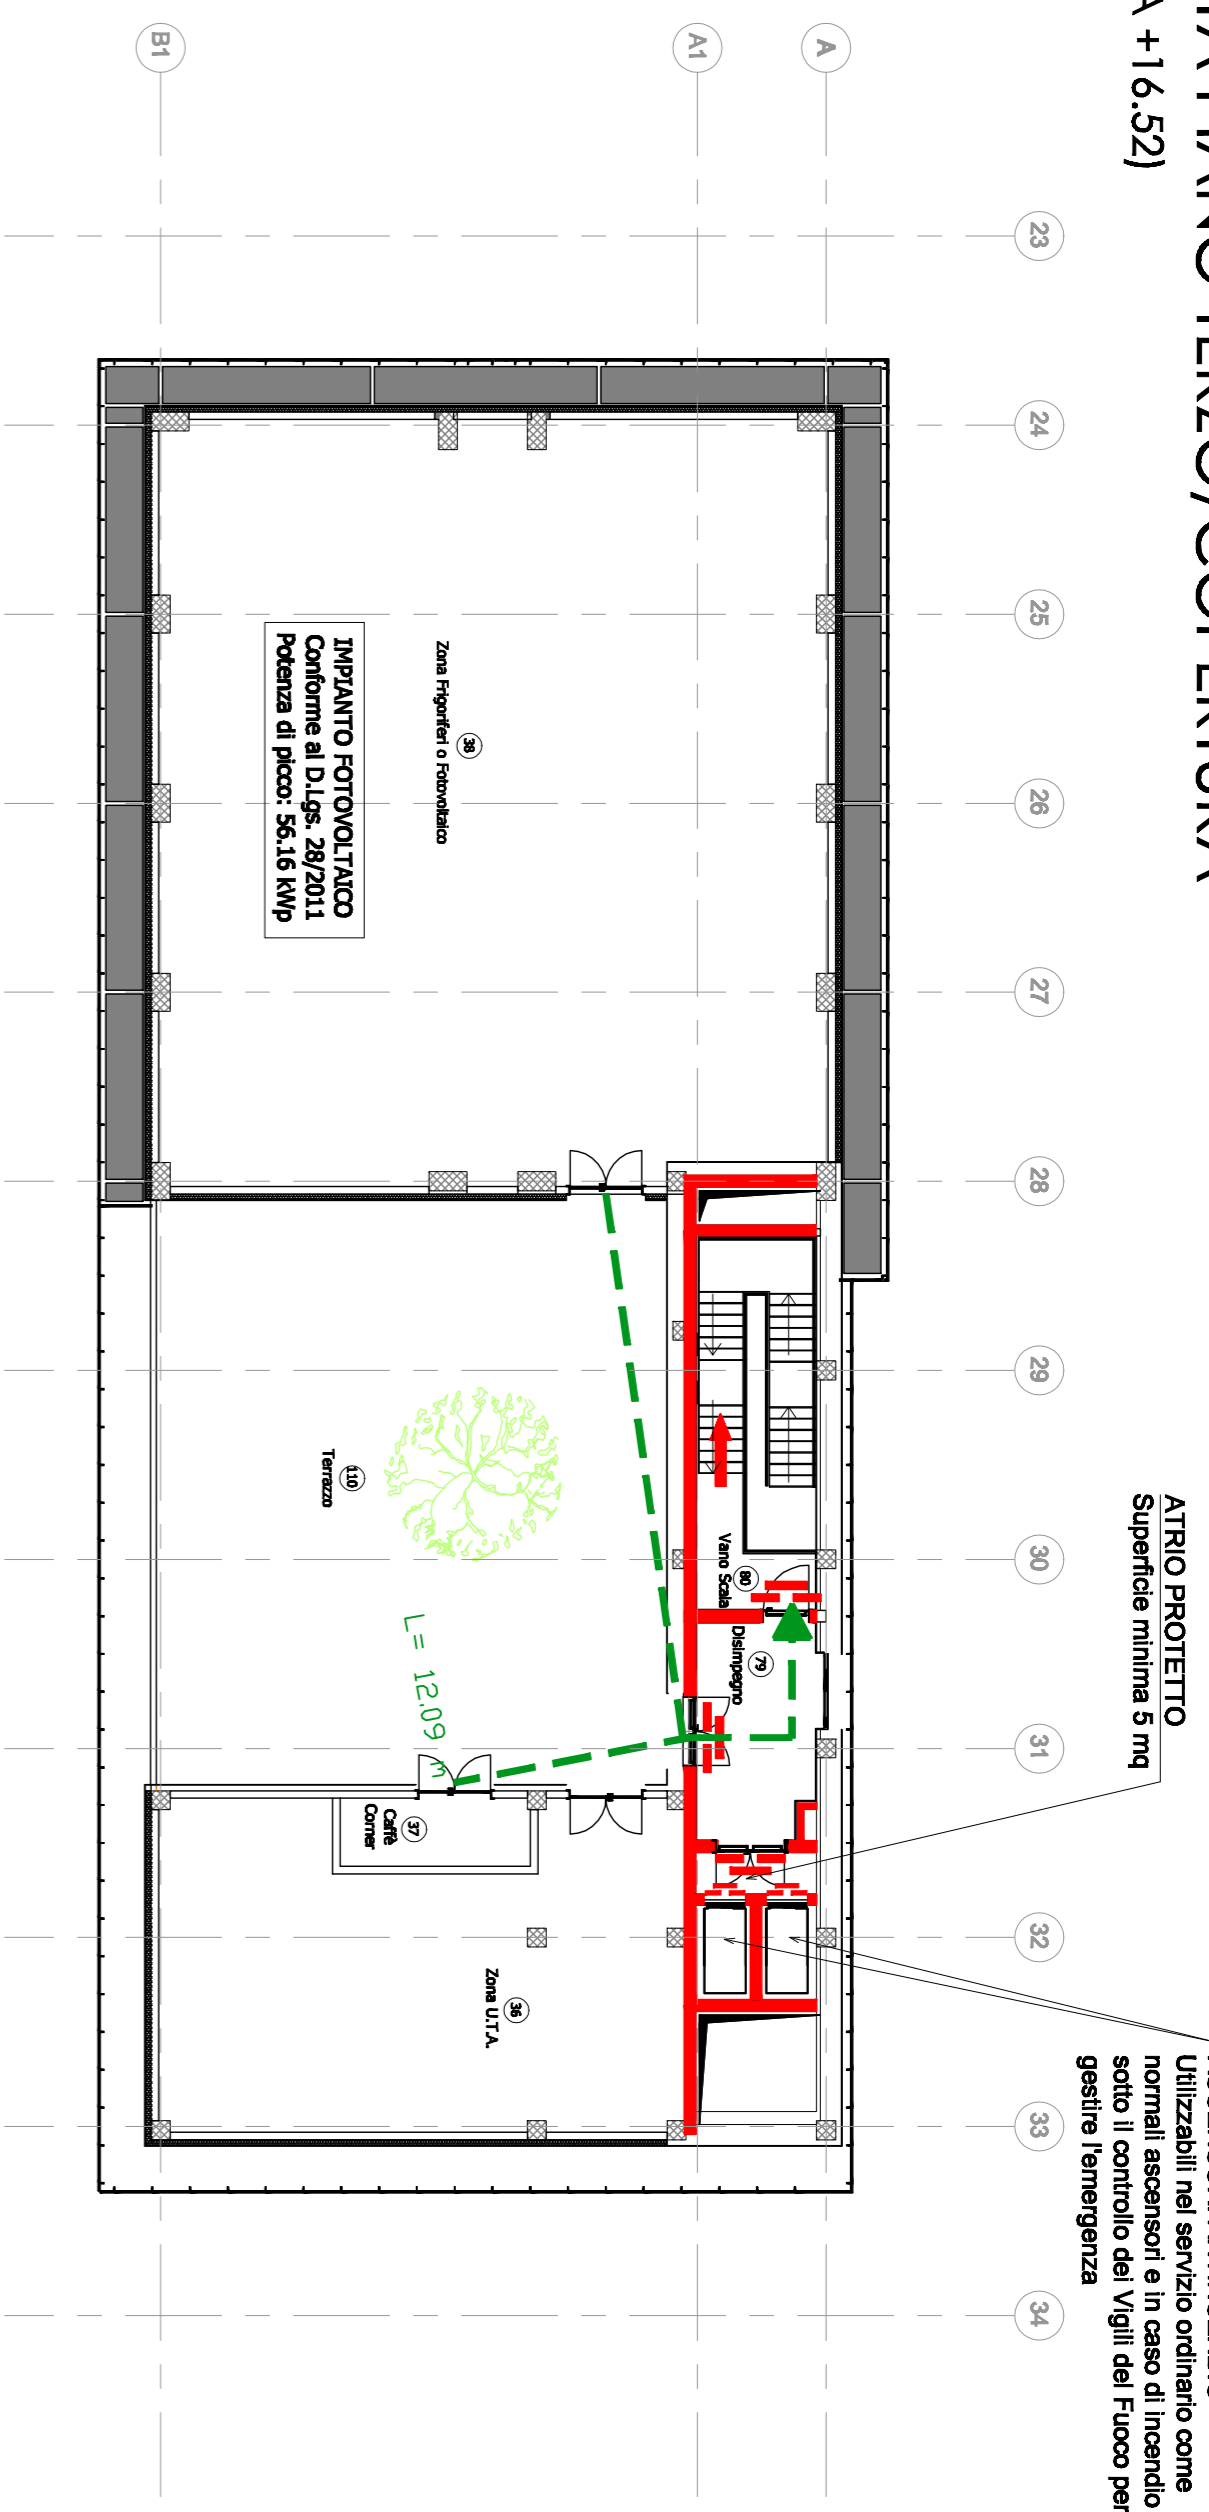 PIANO TERZO/COPERTURA
+16.52)
ATRIO PROTETTO
Superficie minima 5 mq
Utilizzabili nel servizio ordinario come
normali ascensori e in caso di incendio
sotto il controllo dei Vigili del Fuoco per
gestire l'emergenza
23
24
25
26
27
28
29
30
31
32
33
34
A
A1
B1
80
Vano Scala
79
Disimpegno
38
Zona Frigoriferi o Fotovoltaico
IMPIANTO FOTOVOLTAICO
Conforme al D.Lgs. 28/2011
Potenza di picco: 56.16 kWp
110
Terrazzo
L= 12.09 m
37
Caffè
Corner
36
Zona U.T.A.